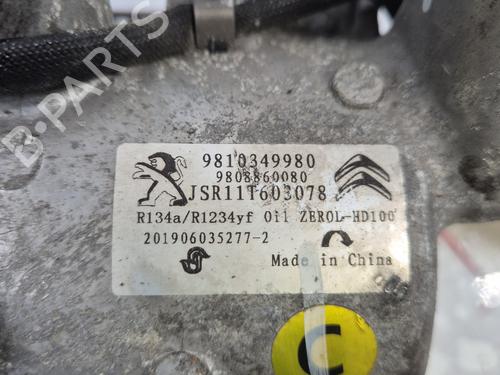 B-PARTS
9810349980
9808860080
JSR11T603078
R134a/R1234yf Oil ZEROL-HD100
201906035277-2
Made in China
C